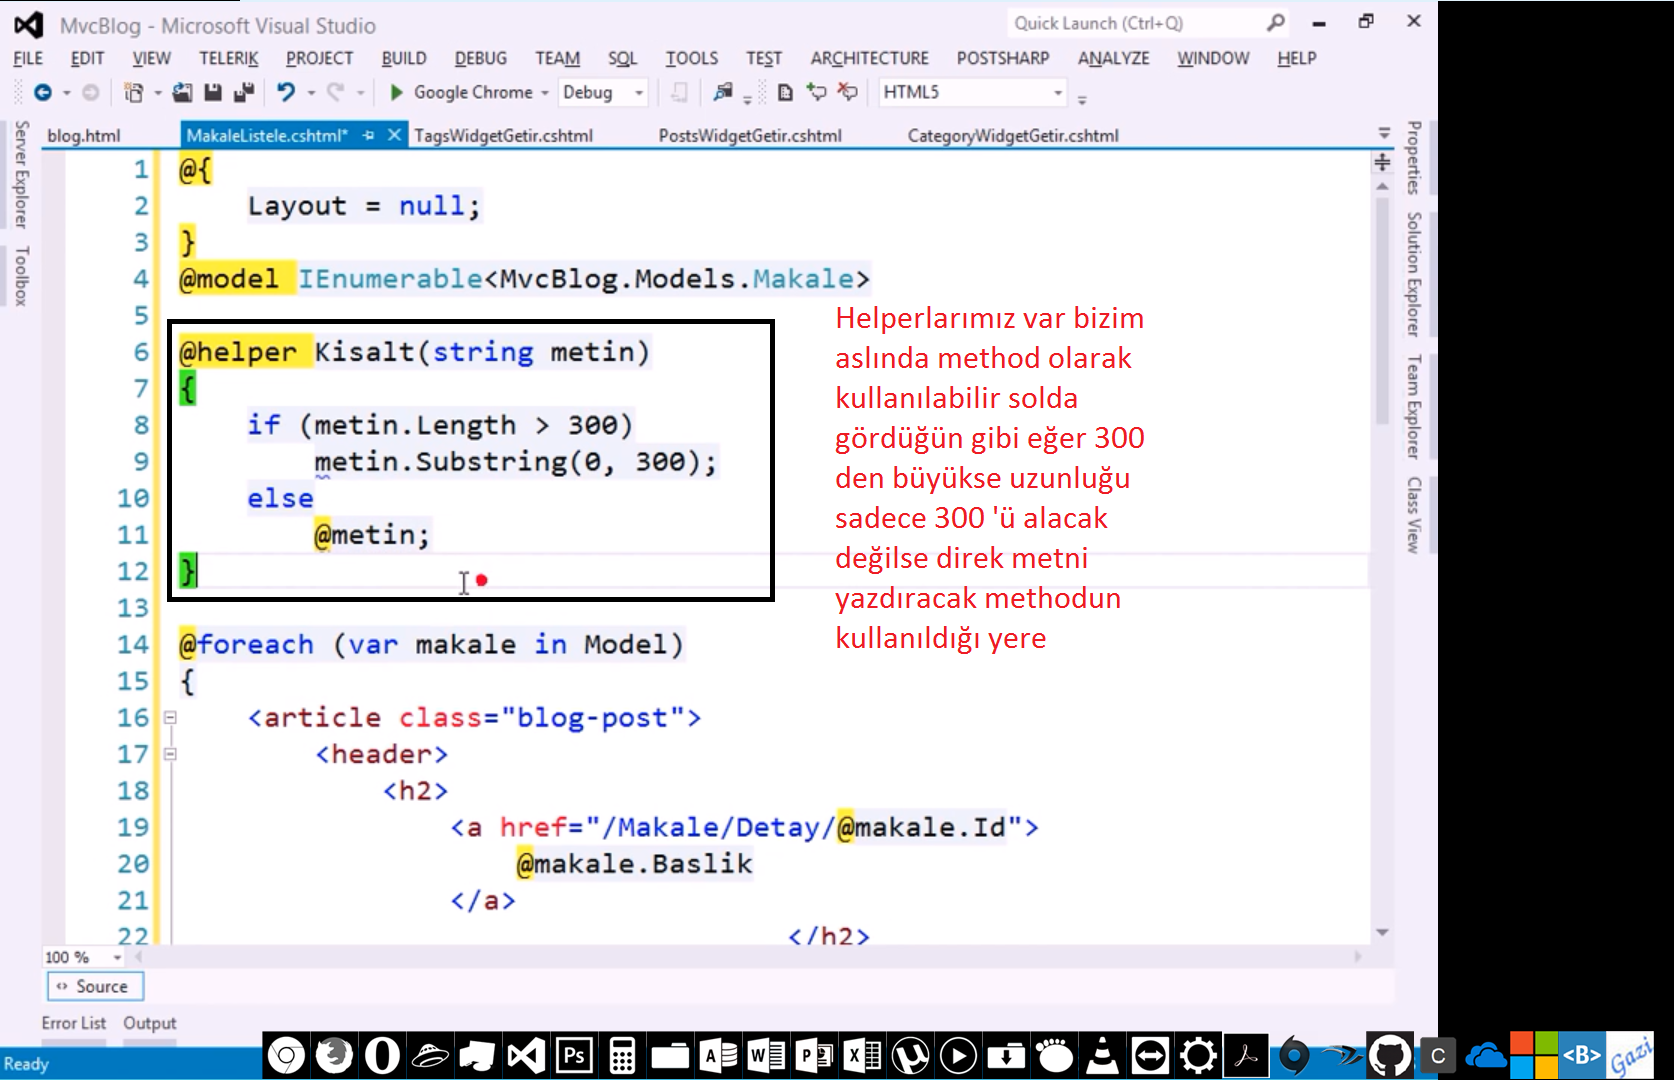 MvcBlog - Microsoft Visual Studio
Quick Launch (Ctrl+Q)
FILE EDIT VIEW TELERIK PROJECT BUILD DEBUG TEAM SQL TOOLS TEST ARCHITECTURE POSTSHARP ANALYZE WINDOW HELP
Google Chrome Debug HTML5
blog.html MakaleListele.cshtml* TagsWidgetGetir.cshtml PostsWidgetGetir.cshtml CategoryWidgetGetir.cshtml
Server Explorer
Toolbox
1 @{
2 Layout = null;
3 }
4 @model IEnumerable<MvcBlog.Models.Makale>
5
6 @helper Kisalt(string metin)
7 {
8 if (metin.Length > 300)
9 metin.Substring(0, 300);
10 else
11 @metin;
12 }
13
14 @foreach (var makale in Model)
15 {
16 <article class="blog-post">
17 <header>
18 <h2>
19 <a href="/Makale/Detay/@makale.Id">
20 @makale.Baslik
21 </a>
22 </h2>
Helperlarımız var bizim
aslında method olarak
kullanılabilir solda
gördüğün gibi eğer 300
den büyükse uzunluğu
sadece 300 'ü alacak
değilse direk metni
yazdıracak methodun
kullanıldığı yere
Properties
Solution Explorer
Team Explorer
Class View
100 %
Source
Error List Output
Ready
Ps
A
W
P
X
C
<B>
Gazi